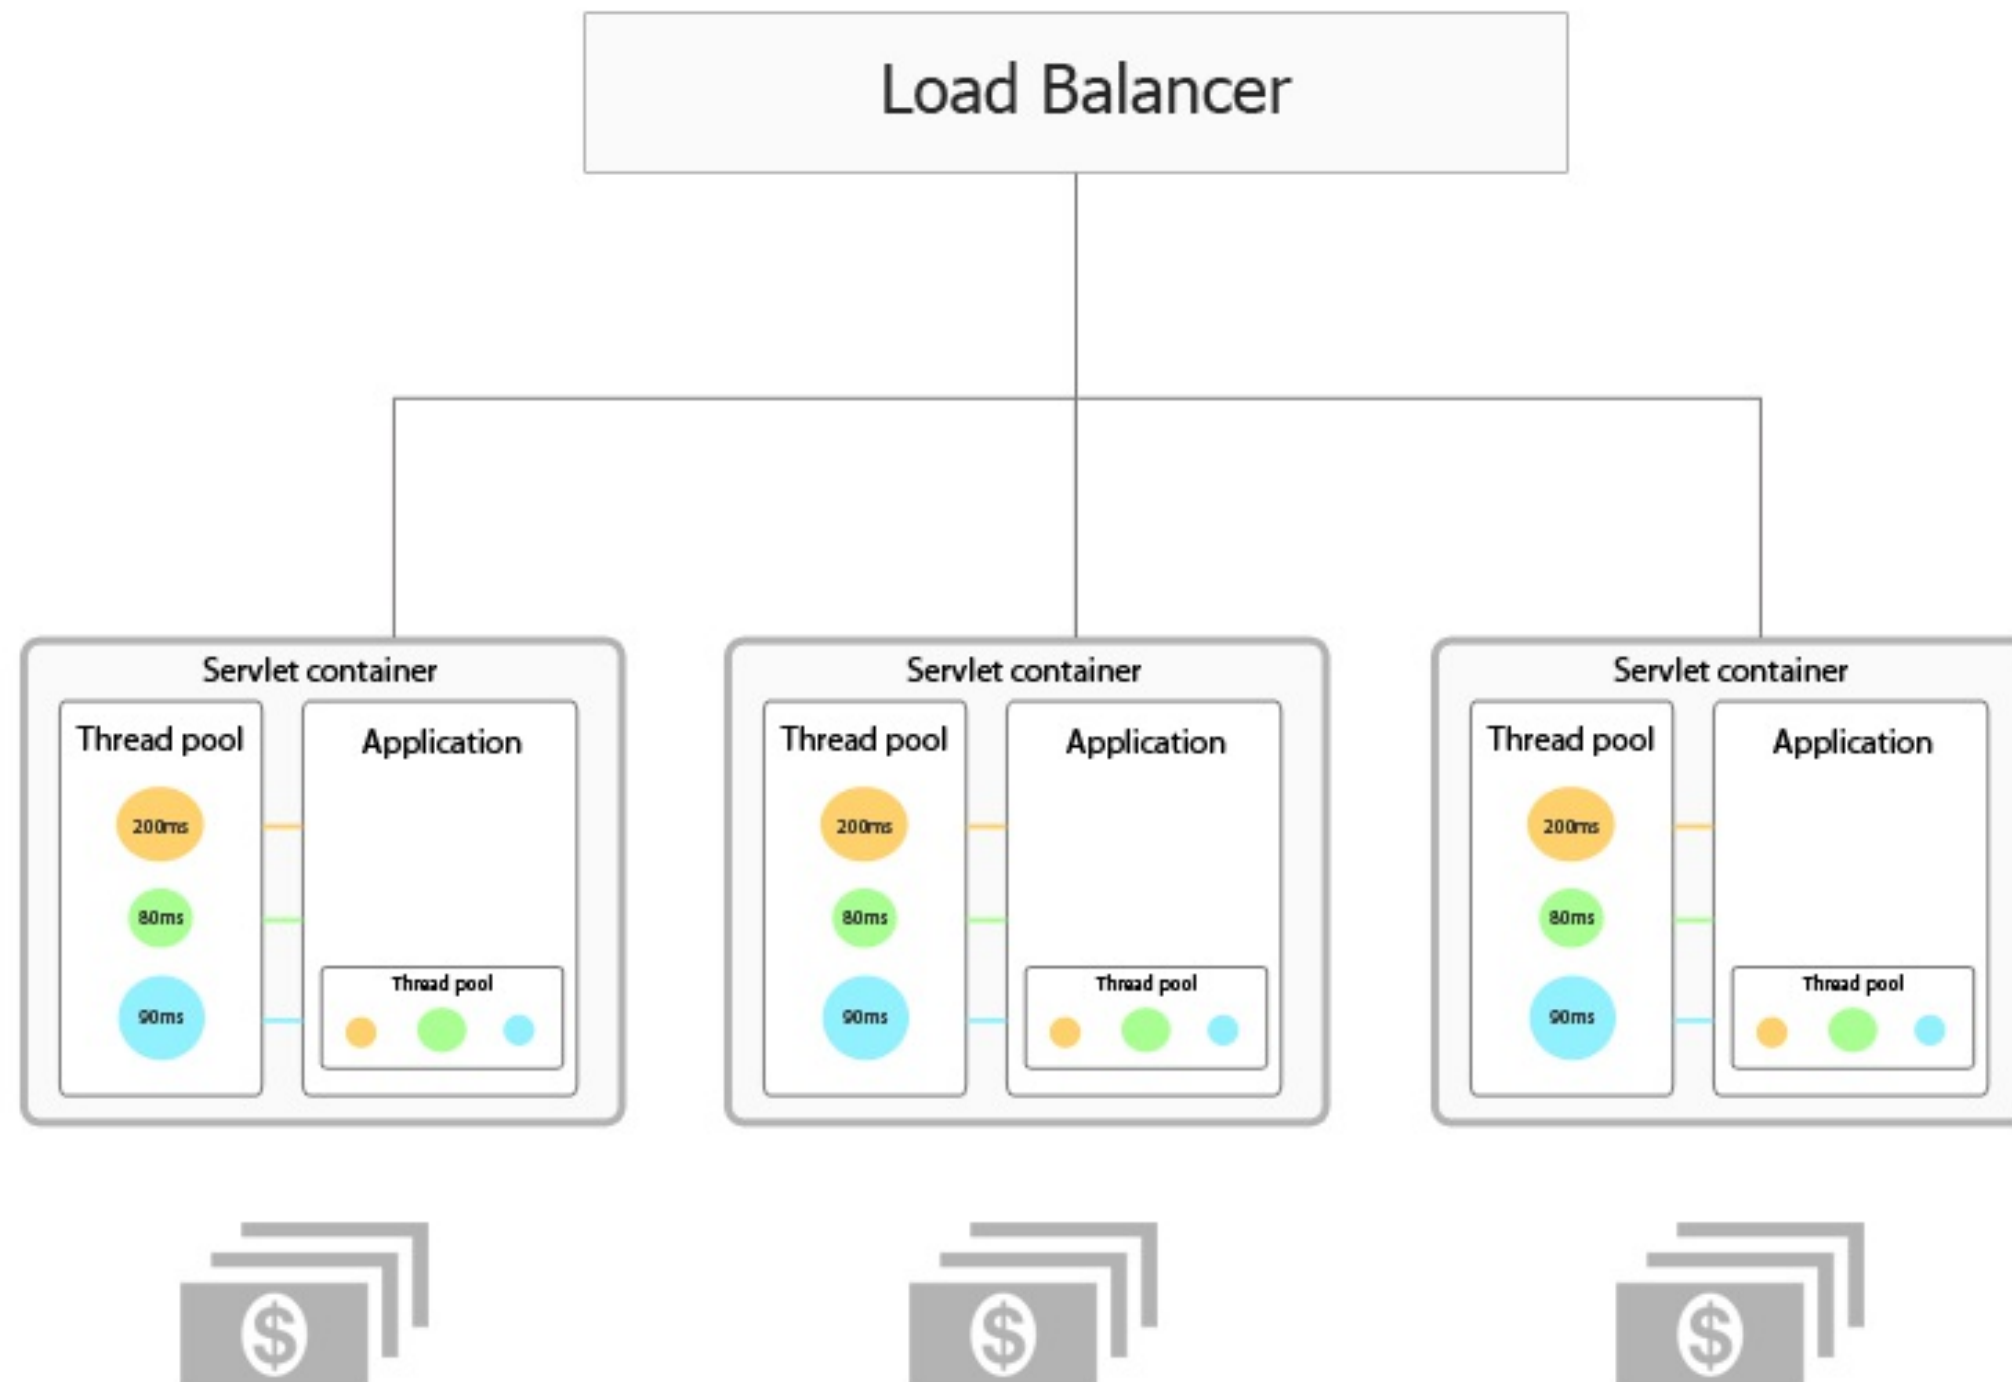 Load Balancer
Servlet container
Thread pool
Application
200ms
80ms
90ms
Thread pool
$
Servlet container
Thread pool
Application
200ms
80ms
90ms
Thread pool
$
Servlet container
Thread pool
Application
200ms
80ms
90ms
Thread pool
$